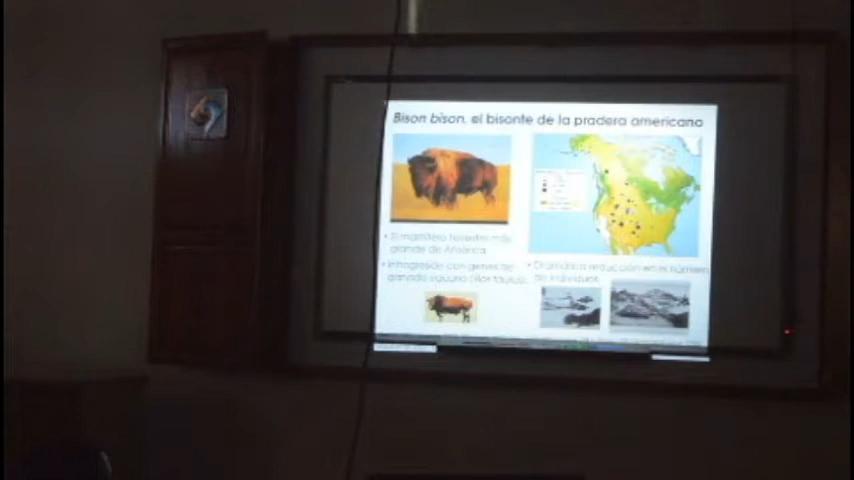 Bison bison, el bisonte de la pradera americano
• El mamífero terrestre más
grande de América
• Introgresión con genes de
ganado vacuno (Bos taurus).
• Dramática reducción en el número
de individuos